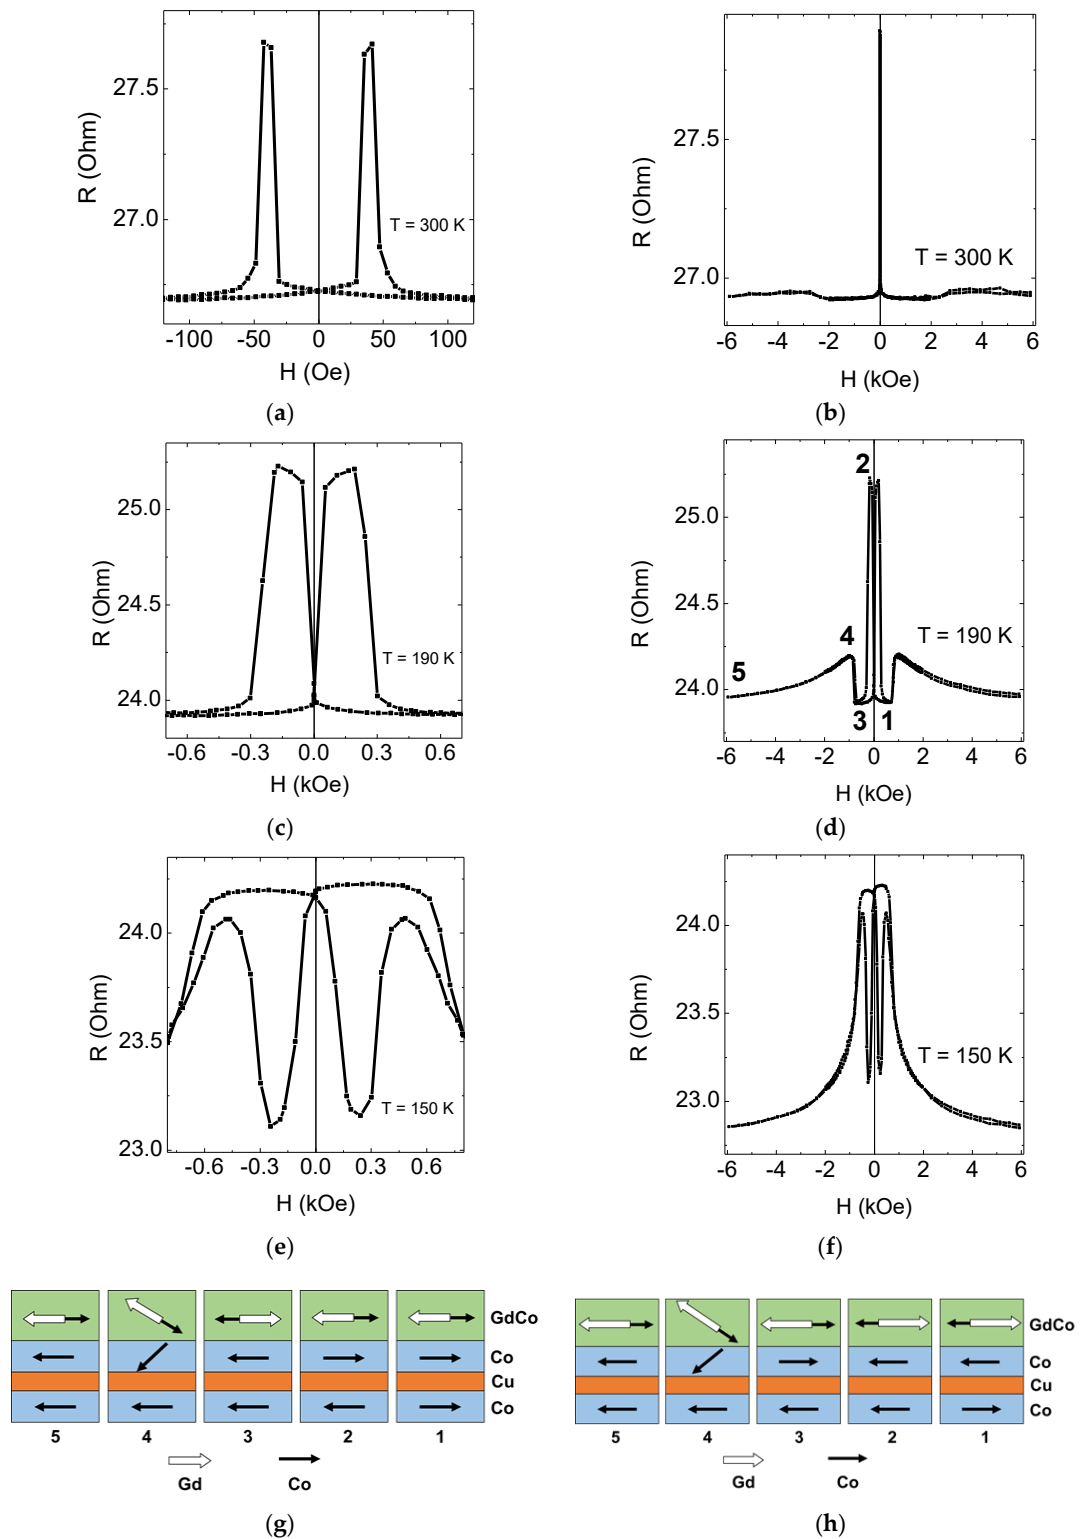 27.5
27.0
R (Ohm)
T = 300 K
-100 -50 0 50 100
H (Oe)
(a)
27.5
27.0
R (Ohm)
T = 300 K
-6 -4 -2 0 2 4 6
H (kOe)
(b)
25.0
24.5
24.0
R (Ohm)
T = 190 K
-0.6 -0.3 0.0 0.3 0.6
H (kOe)
(c)
25.0
24.5
24.0
R (Ohm)
2
4
5
3 1
T = 190 K
-6 -4 -2 0 2 4 6
H (kOe)
(d)
24.0
23.5
23.0
R (Ohm)
T = 150 K
-0.6 -0.3 0.0 0.3 0.6
H (kOe)
(e)
24.0
23.5
23.0
R (Ohm)
T = 150 K
-6 -4 -2 0 2 4 6
H (kOe)
(f)
GdCo
Co
Cu
Co
5 4 3 2 1
Gd Co
(g)
GdCo
Co
Cu
Co
5 4 3 2 1
Gd Co
(h)